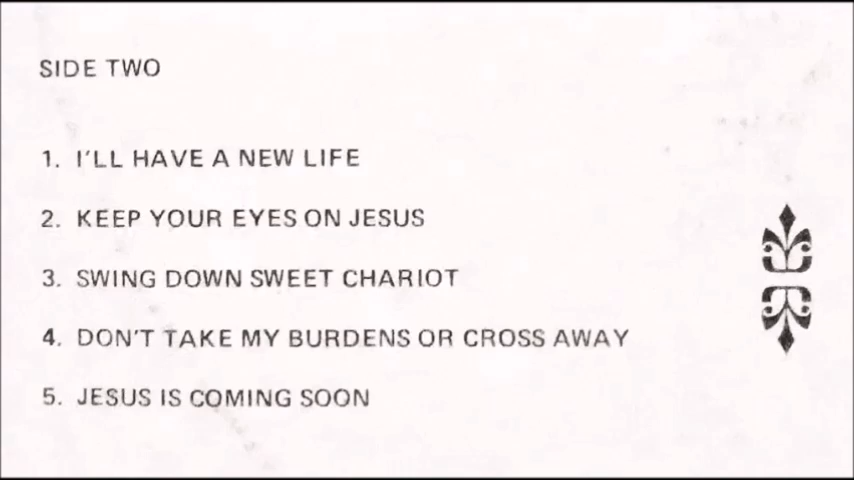 SIDE TWO
1. I'LL HAVE A NEW LIFE
2. KEEP YOUR EYES ON JESUS
3. SWING DOWN SWEET CHARIOT
4. DON'T TAKE MY BURDENS OR CROSS AWAY
5. JESUS IS COMING SOON